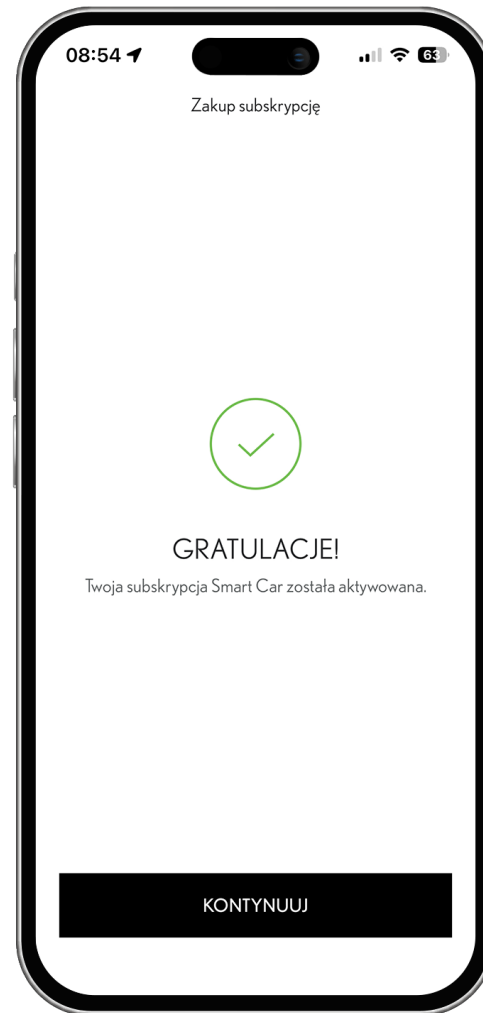 08:54
63
Zakup subskrypcję
GRATULACJE!
Twoja subskrypcja Smart Car została aktywowana.
KONTYNUUJ